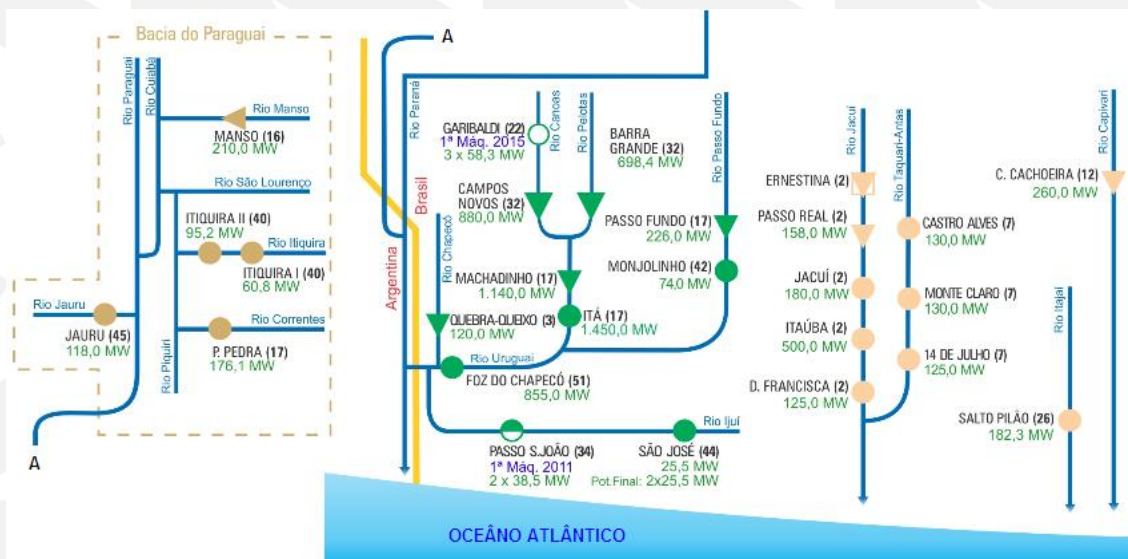 Bacia do Paraguai
Rio Paraguai
Rio Cuiabá
Rio Manso
MANSO (16)
210,0 MW
Rio São Lourenço
ITIQUIRA II (40)
95,2 MW
Rio Itiquira
ITIQUIRA I (40)
60,8 MW
Rio Jauru
JAURU (45)
118,0 MW
Rio Correntes
P. PEDRA (17)
176,1 MW
Rio Piquiri
A
A
Rio Paraná
Brasil
Argentina
GARIBALDI (22)
1ª Máq. 2015
3 x 58,3 MW
Rio Canoas
Rio Pelotas
BARRA
GRANDE (32)
698,4 MW
Rio Passo Fundo
CAMPOS
NOVOS (32)
880,0 MW
PASSO FUNDO (17)
226,0 MW
Rio Chapecó
MACHADINHO (17)
1.140,0 MW
MONJOLINHO (42)
74,0 MW
QUEBRA-QUEIXO (3)
120,0 MW
ITÁ (17)
1.450,0 MW
Rio Uruguai
FOZ DO CHAPECÓ (51)
855,0 MW
Rio Ijuí
PASSO S.JOÃO (34)
1ª Máq. 2011
2 x 38,5 MW
SÃO JOSÉ (44)
25,5 MW
Pot.Final: 2x25,5 MW
Rio Jacuí
Rio Taquari-Antas
ERNESTINA (2)
PASSO REAL (2)
158,0 MW
CASTRO ALVES (7)
130,0 MW
JACUÍ (2)
180,0 MW
MONTE CLARO (7)
130,0 MW
ITAÚBA (2)
500,0 MW
14 DE JULHO (7)
125,0 MW
D. FRANCISCA (2)
125,0 MW
Rio Itajaí
SALTO PILÃO (26)
182,3 MW
Rio Capivari
C. CACHOEIRA (12)
260,0 MW
OCEÂNO ATLÂNTICO